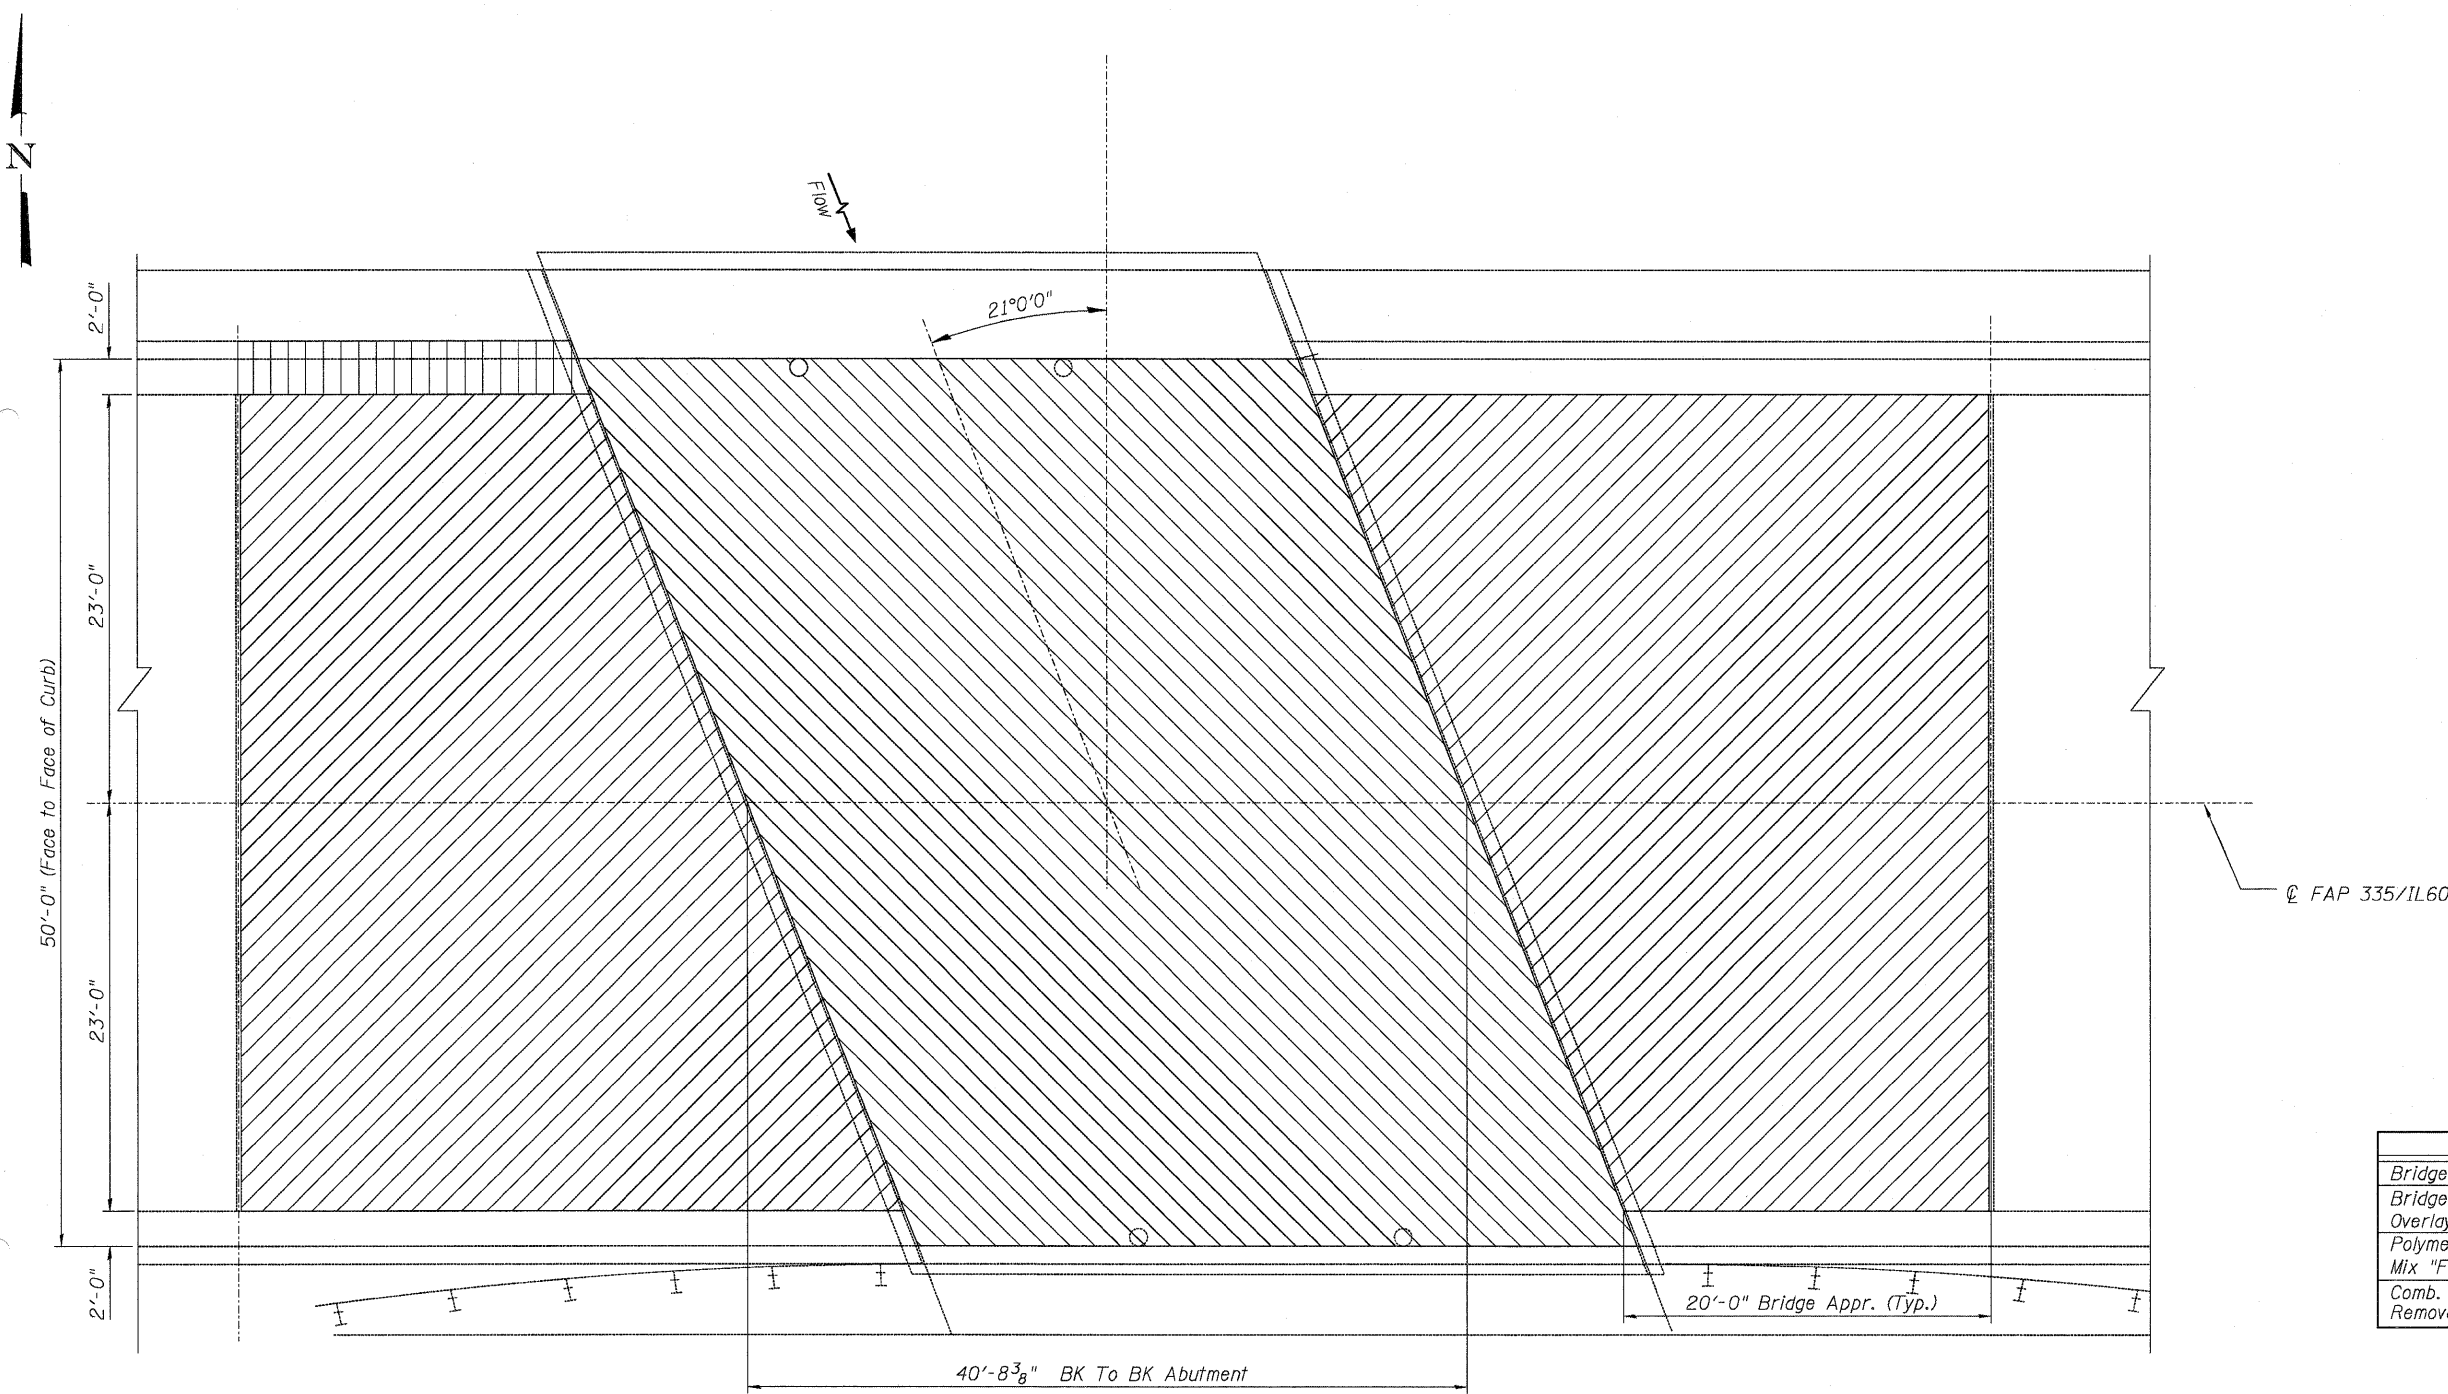 N
Flow
21°0'0"
2'-0"
23'-0"
50'-0" (Face to Face of Curb)
23'-0"
2'-0"
℄ FAP 335/IL60
20'-0" Bridge Appr. (Typ.)
40'-8 3/8" BK To BK Abutment
Bridge
Bridge
Overlay
Polyme
Mix "F
Comb.
Remov